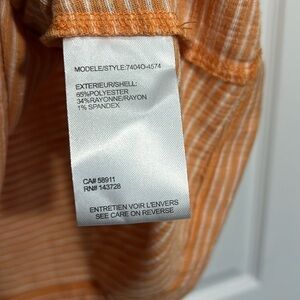 MODELE/STYLE:7404O-4574
EXTERIEUR/SHELL:
65%POLYESTER
34%RAYONNE/RAYON
1% SPANDEX
CA# 58911
RN# 143728
ENTRETIEN VOIR L'ENVERS
SEE CARE ON REVERSE